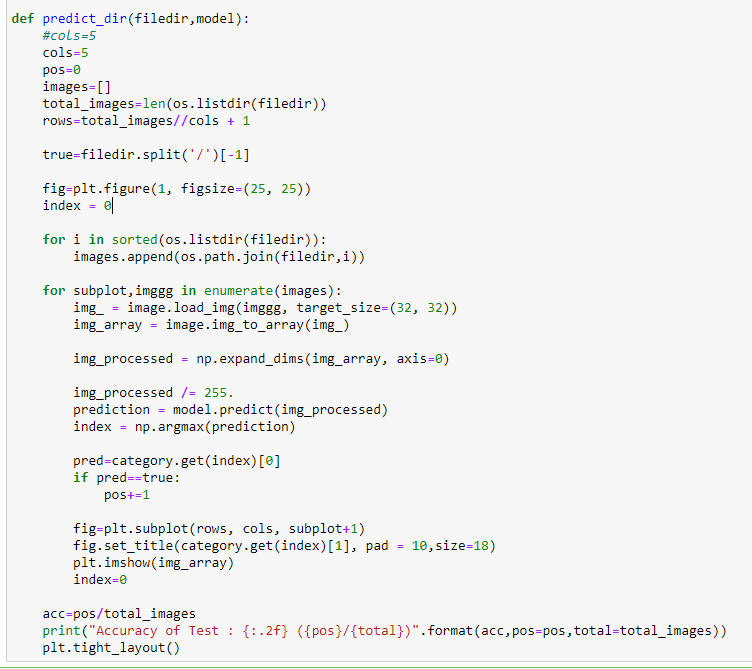 def predict_dir(filedir,model):
    #cols=5
    cols=5
    pos=0
    images=[]
    total_images=len(os.listdir(filedir))
    rows=total_images//cols + 1

    true=filedir.split('/')[-1]

    fig=plt.figure(1, figsize=(25, 25))
    index = 0

    for i in sorted(os.listdir(filedir)):
        images.append(os.path.join(filedir,i))

    for subplot,imggg in enumerate(images):
        img_ = image.load_img(imggg, target_size=(32, 32))
        img_array = image.img_to_array(img_)

        img_processed = np.expand_dims(img_array, axis=0)

        img_processed /= 255.
        prediction = model.predict(img_processed)
        index = np.argmax(prediction)

        pred=category.get(index)[0]
        if pred==true:
            pos+=1

        fig=plt.subplot(rows, cols, subplot+1)
        fig.set_title(category.get(index)[1], pad = 10,size=18)
        plt.imshow(img_array)
        index=0

    acc=pos/total_images
    print("Accuracy of Test : {:.2f} ({pos}/{total})".format(acc,pos=pos,total=total_images))
    plt.tight_layout()